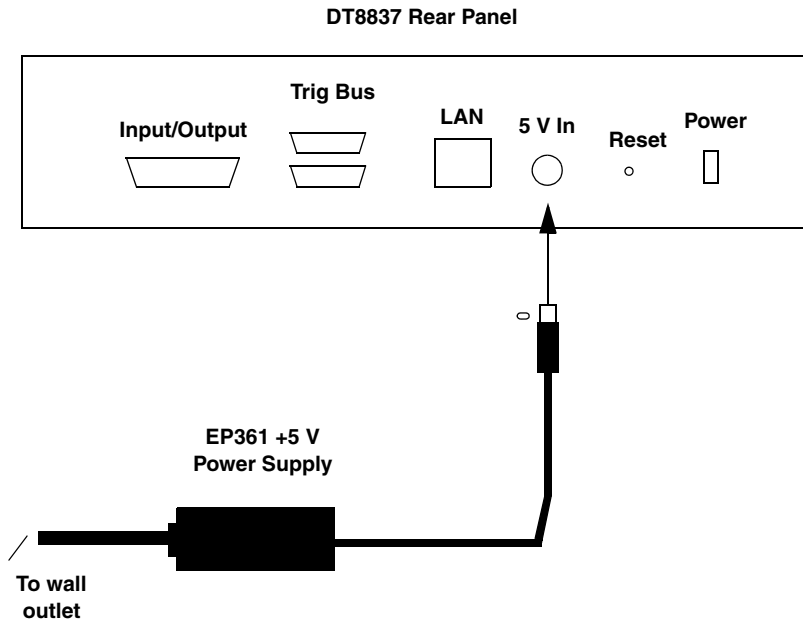 DT8837 Rear Panel
Trig Bus
Input/Output
LAN
5 V In
Reset
Power
EP361 +5 V
Power Supply
To wall
outlet